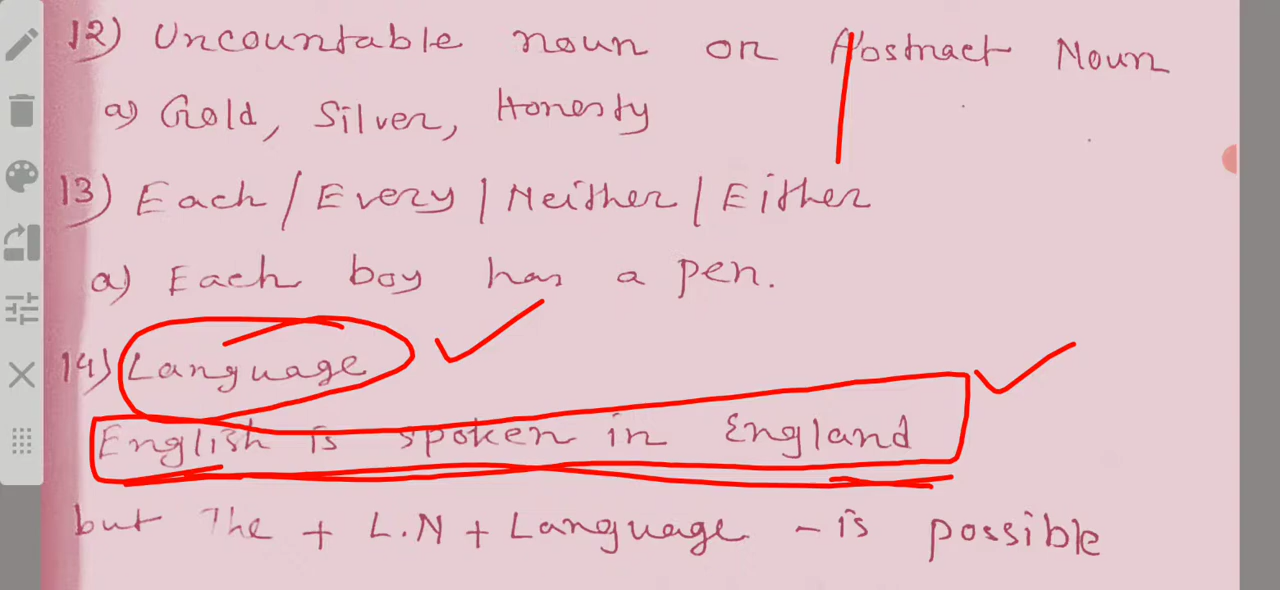 12) Uncountable noun or Abstract Noun
a) Gold, Silver, Honesty
13) Each / Every / Neither / Either
a) Each boy has a pen.
14) Language
English is spoken in England
but The + L.N + Language - is possible